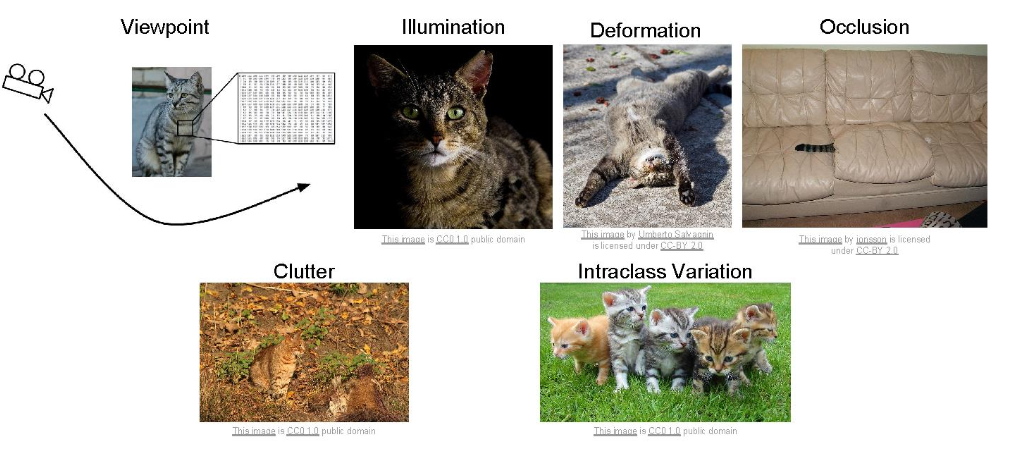 Viewpoint
Illumination
Deformation
Occlusion
This image is CC0 1.0 public domain
This image by Umberto Salvagnin
is licensed under CC-BY 2.0
This image by jonsson is licensed
under CC-BY 2.0
Clutter
Intraclass Variation
This image is CC0 1.0 public domain
This image is CC0 1.0 public domain